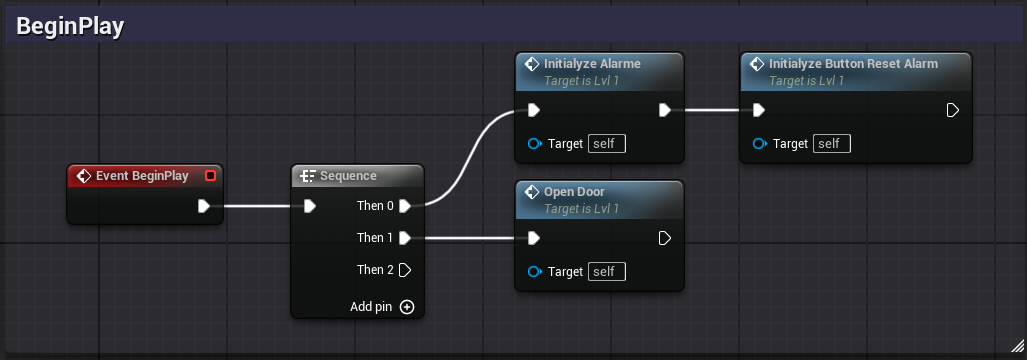 BeginPlay
Initialyze Alarme
Target is Lvl 1
Target self
Initialyze Button Reset Alarm
Target is Lvl 1
Target self
Event BeginPlay
Sequence
Then 0
Then 1
Then 2
Add pin
Open Door
Target is Lvl 1
Target self